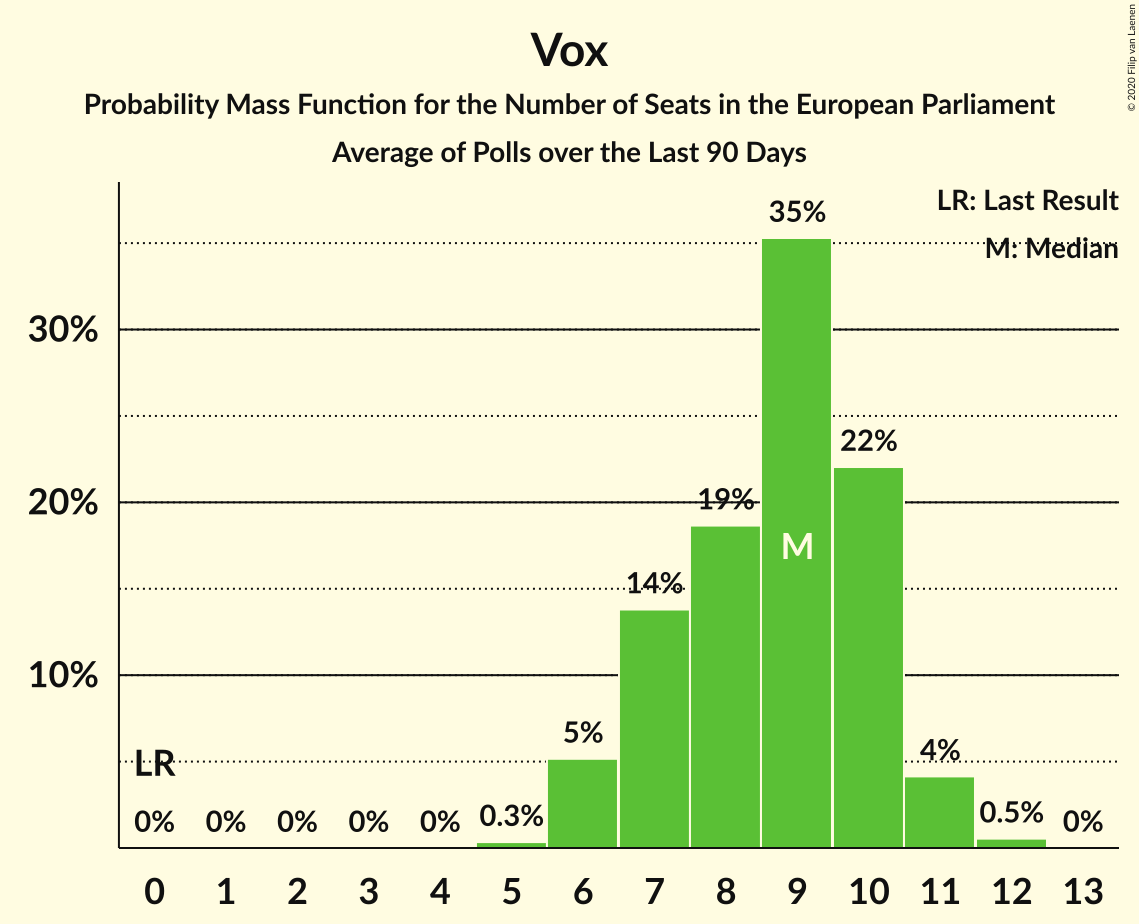 Vox
Probability Mass Function for the Number of Seats in the European Parliament
Average of Polls over the Last 90 Days
© 2020 Filip van Laenen
LR: Last Result
M: Median
35%
30%
22%
20%
19%
M
14%
10%
5%
4%
LR
0%
0%
0%
0%
0%
0.3%
0.5%
0%
0 1 2 3 4 5 6 7 8 9 10 11 12 13